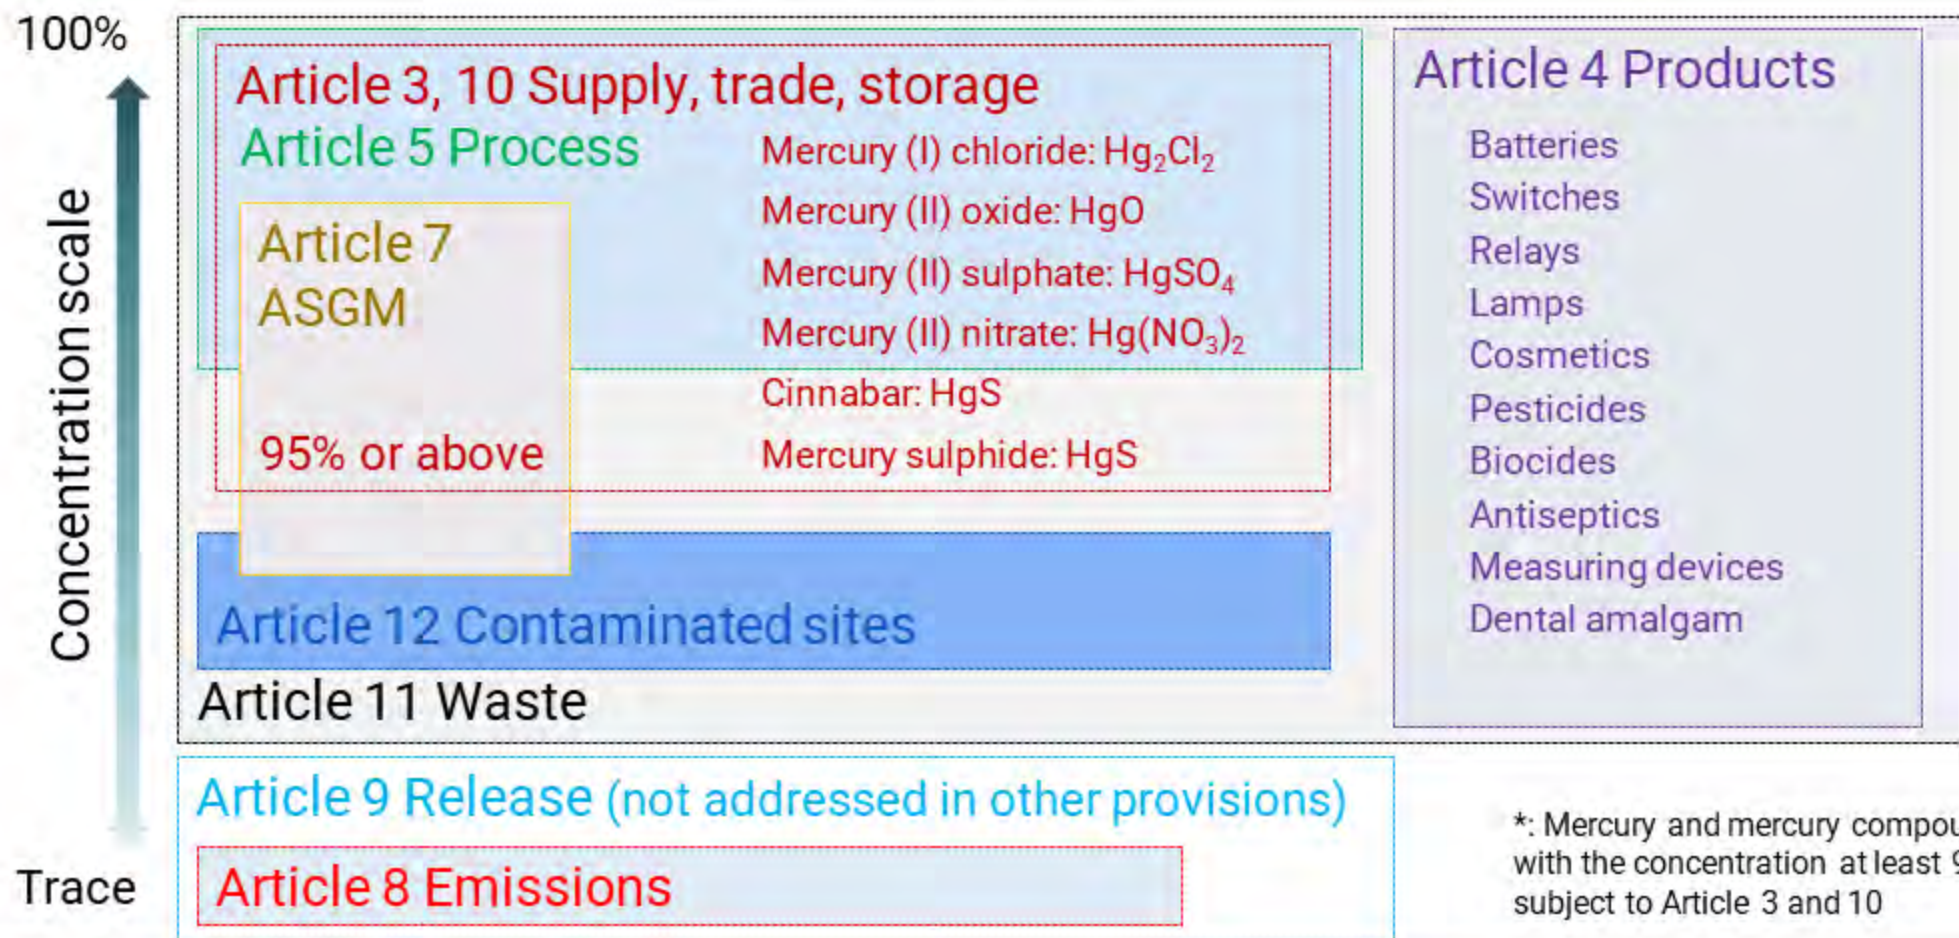 100%
Concentration scale
Trace
Article 3, 10 Supply, trade, storage
Article 5 Process
Article 7
ASGM
95% or above
Mercury (I) chloride: Hg₂Cl₂
Mercury (II) oxide: HgO
Mercury (II) sulphate: HgSO₄
Mercury (II) nitrate: Hg(NO₃)₂
Cinnabar: HgS
Mercury sulphide: HgS
Article 12 Contaminated sites
Article 11 Waste
Article 4 Products
Batteries
Switches
Relays
Lamps
Cosmetics
Pesticides
Biocides
Antiseptics
Measuring devices
Dental amalgam
Article 9 Release (not addressed in other provisions)
Article 8 Emissions
*: Mercury and mercury
with the concentration at least
subject to Article 3 and 10